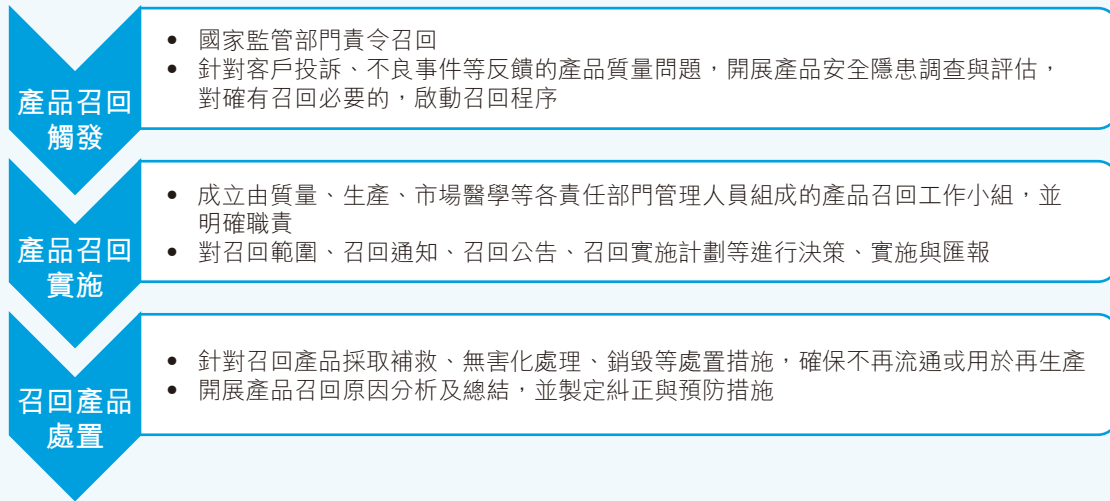 產品召回
觸發
• 國家監管部門責令召回
• 針對客戶投訴、不良事件等反饋的產品質量問題，開展產品安全隱患調查與評估，
對確有召回必要的，啟動召回程序
產品召回
實施
• 成立由質量、生產、市場醫學等各責任部門管理人員組成的產品召回工作小組，並
明確職責
• 對召回範圍、召回通知、召回公告、召回實施計劃等進行決策、實施與匯報
召回產品
處置
• 針對召回產品採取補救、無害化處理、銷毀等處置措施，確保不再流通或用於再生產
• 開展產品召回原因分析及總結，並製定糾正與預防措施